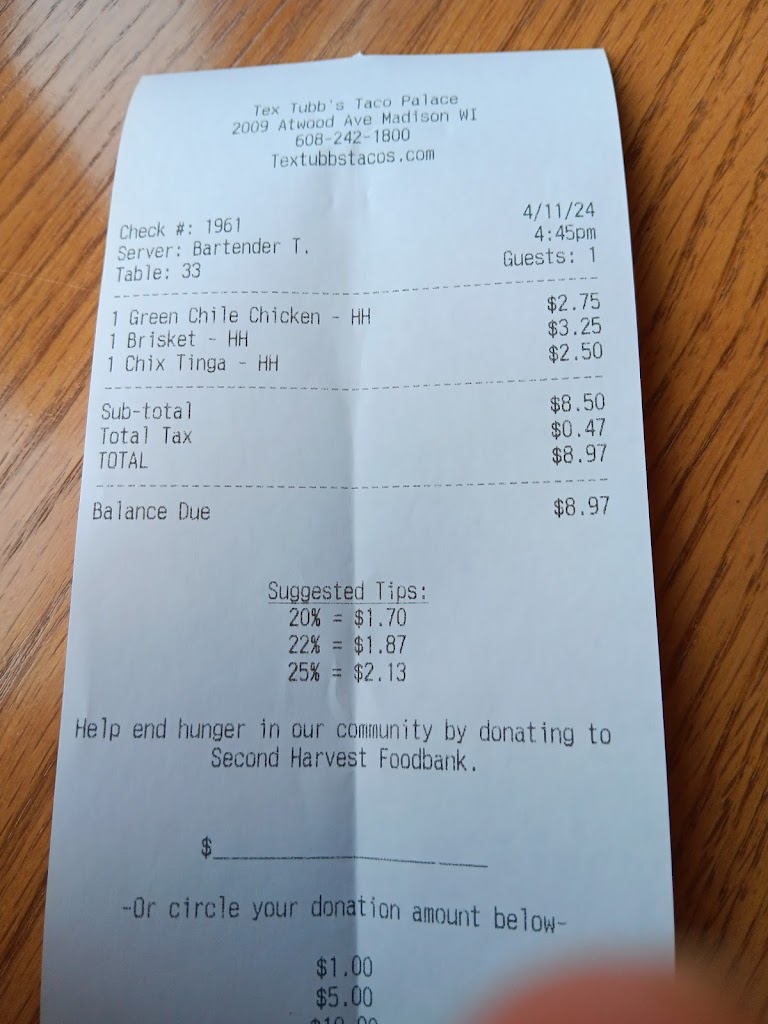 Tex Tubb's Taco Palace
2009 Atwood Ave Madison WI
608-242-1800
Textubbstacos.com
Check #: 1961 4/11/24
Server: Bartender T. 4:45pm
Table: 33 Guests: 1
1 Green Chile Chicken - HH $2.75
1 Brisket - HH $3.25
1 Chix Tinga - HH $2.50
Sub-total $8.50
Total Tax $0.47
TOTAL $8.97
Balance Due $8.97
Suggested Tips:
20% = $1.70
22% = $1.87
25% = $2.13
Help end hunger in our community by donating to
Second Harvest Foodbank.
$
-Or circle your donation amount below-
$1.00
$5.00
$10.00